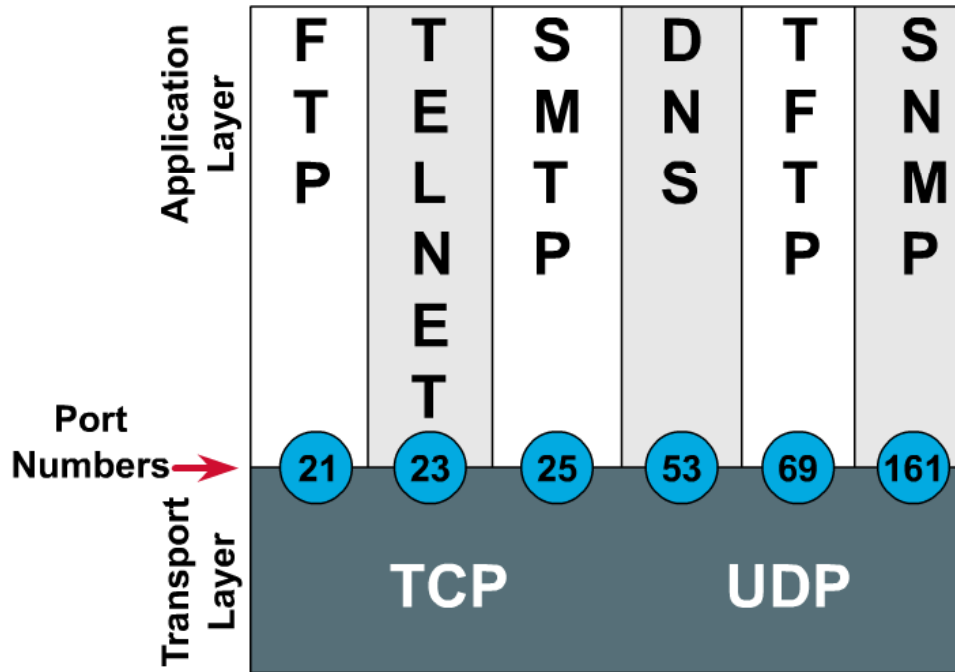 Application
Layer
FTP
TELNET
SMTP
DNS
TFTP
SNMP
Port
Numbers
21
23
25
53
69
161
Transport
Layer
TCP
UDP